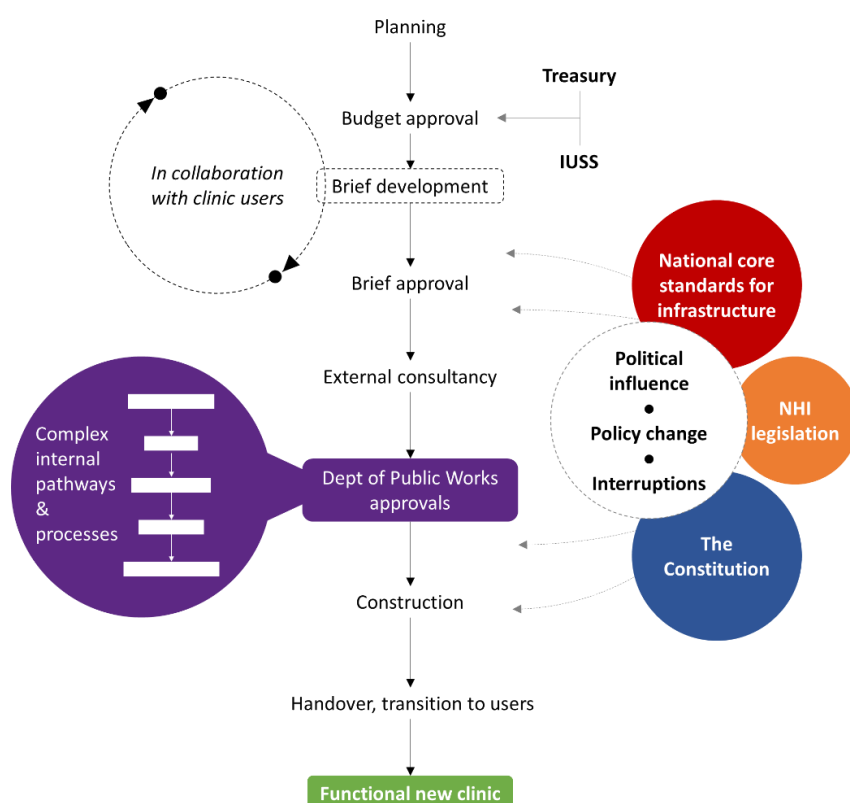 Planning
Treasury
Budget approval
IUSS
In collaboration
with clinic users
Brief development
National core
standards for
infrastructure
Brief approval
Political
influence
Policy change
Interruptions
NHI
legislation
External consultancy
Complex
internal
pathways
&
processes
Dept of Public Works
approvals
The
Constitution
Construction
Handover, transition to users
Functional new clinic